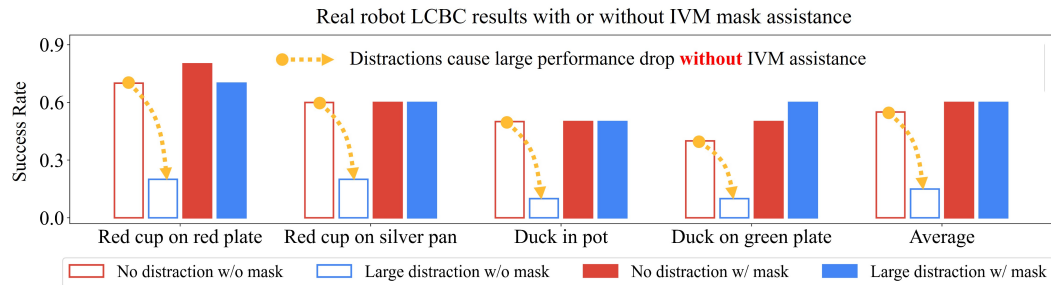 Real robot LCBC results with or without IVM mask assistance
Distractions cause large performance drop without IVM assistance
Success Rate
0.9
0.6
0.3
0.0
Red cup on red plate
Red cup on silver pan
Duck in pot
Duck on green plate
Average
No distraction w/o mask
Large distraction w/o mask
No distraction w/ mask
Large distraction w/ mask